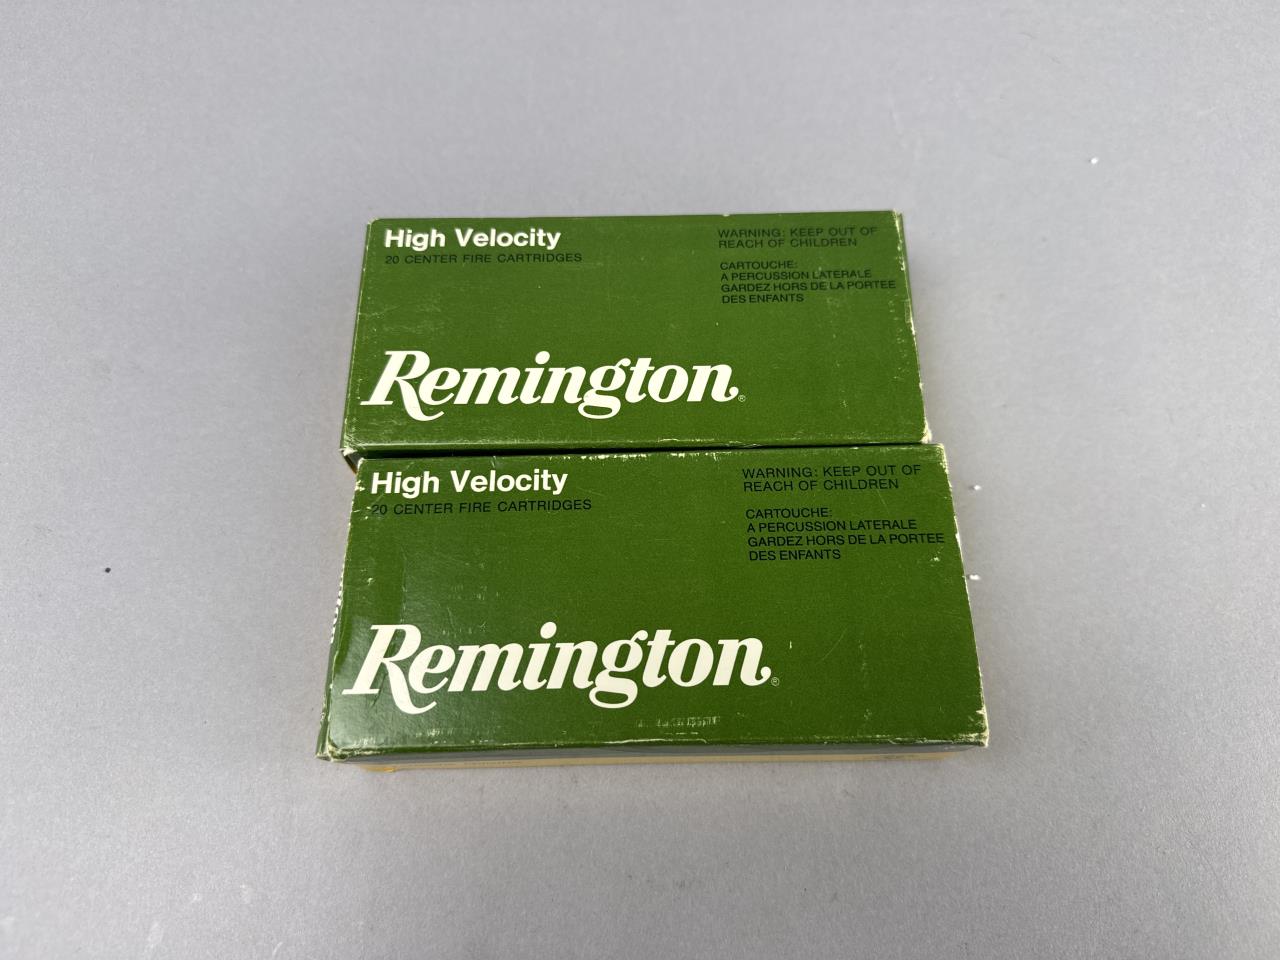 High Velocity
20 CENTER FIRE CARTRIDGES
WARNING: KEEP OUT OF
REACH OF CHILDREN
CARTOUCHE:
A PERCUSSION LATERALE
GARDEZ HORS DE LA PORTEE
DES ENFANTS
Remington®
High Velocity
20 CENTER FIRE CARTRIDGES
WARNING: KEEP OUT OF
REACH OF CHILDREN
CARTOUCHE:
A PERCUSSION LATERALE
GARDEZ HORS DE LA PORTEE
DES ENFANTS
Remington®